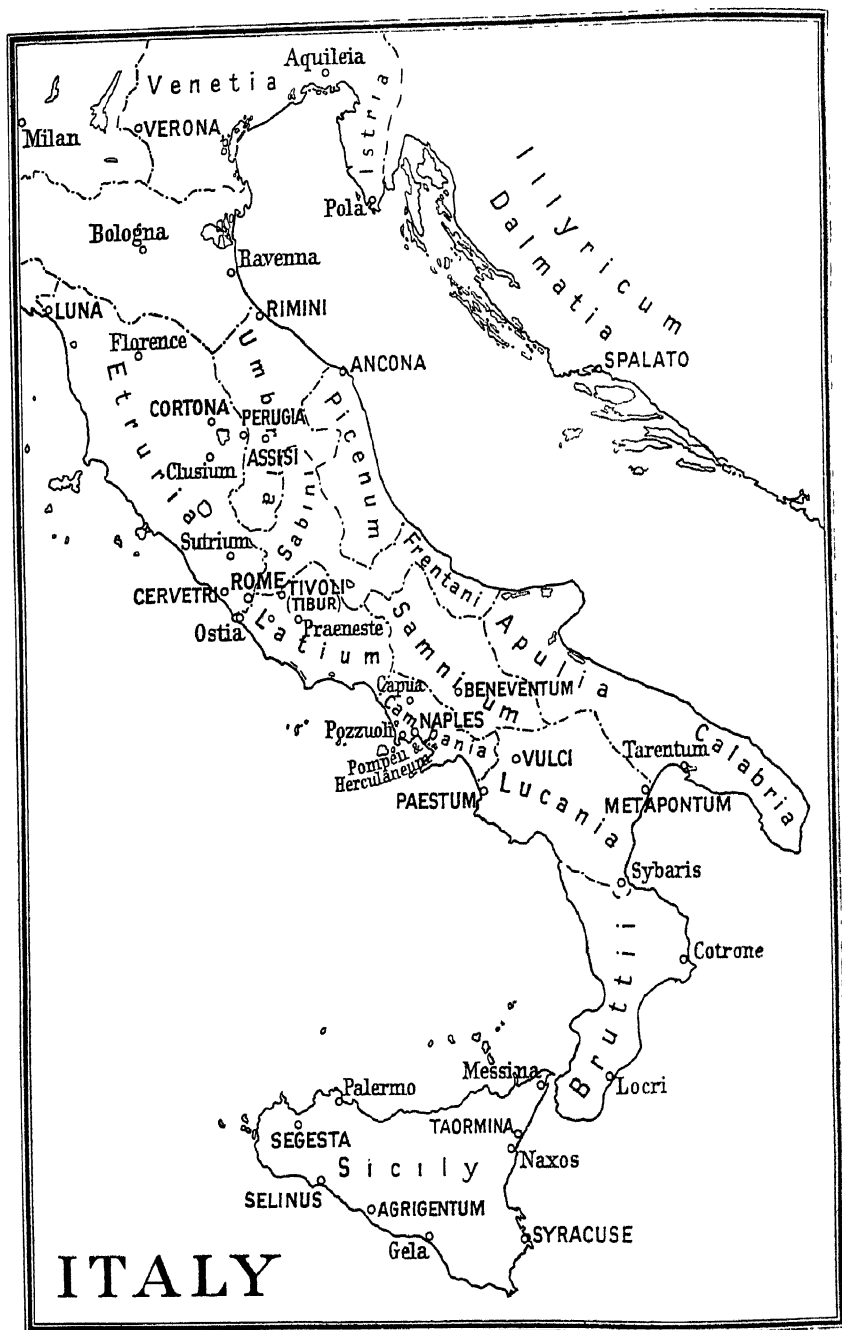 Aquileia
Venetia
Istria
Milan
VERONA
Illyricum
Dalmatia
Pola
Bologna
Ravenna
LUNA
RIMINI
Florence
Umbria
ANCONA
SPALATO
Etruria
CORTONA
PERUGIA
Picenum
ASSISI
Clusium
Sabini
Sutrium
Frentani
CERVETRI
ROME
TIVOLI
(TIBUR)
Ostia
Latium
Praeneste
Samnium
Apulia
Capua
BENEVENTUM
Campania
Pozzuoli
NAPLES
Calabria
Pompeii &
Herculaneum
VULCI
Tarentum
PAESTUM
Lucania
METAPONTUM
Sybaris
Bruttii
Cotrone
Messina
Locri
Palermo
SEGESTA
TAORMINA
Naxos
Sicily
SELINUS
AGRIGENTUM
Gela
SYRACUSE
ITALY